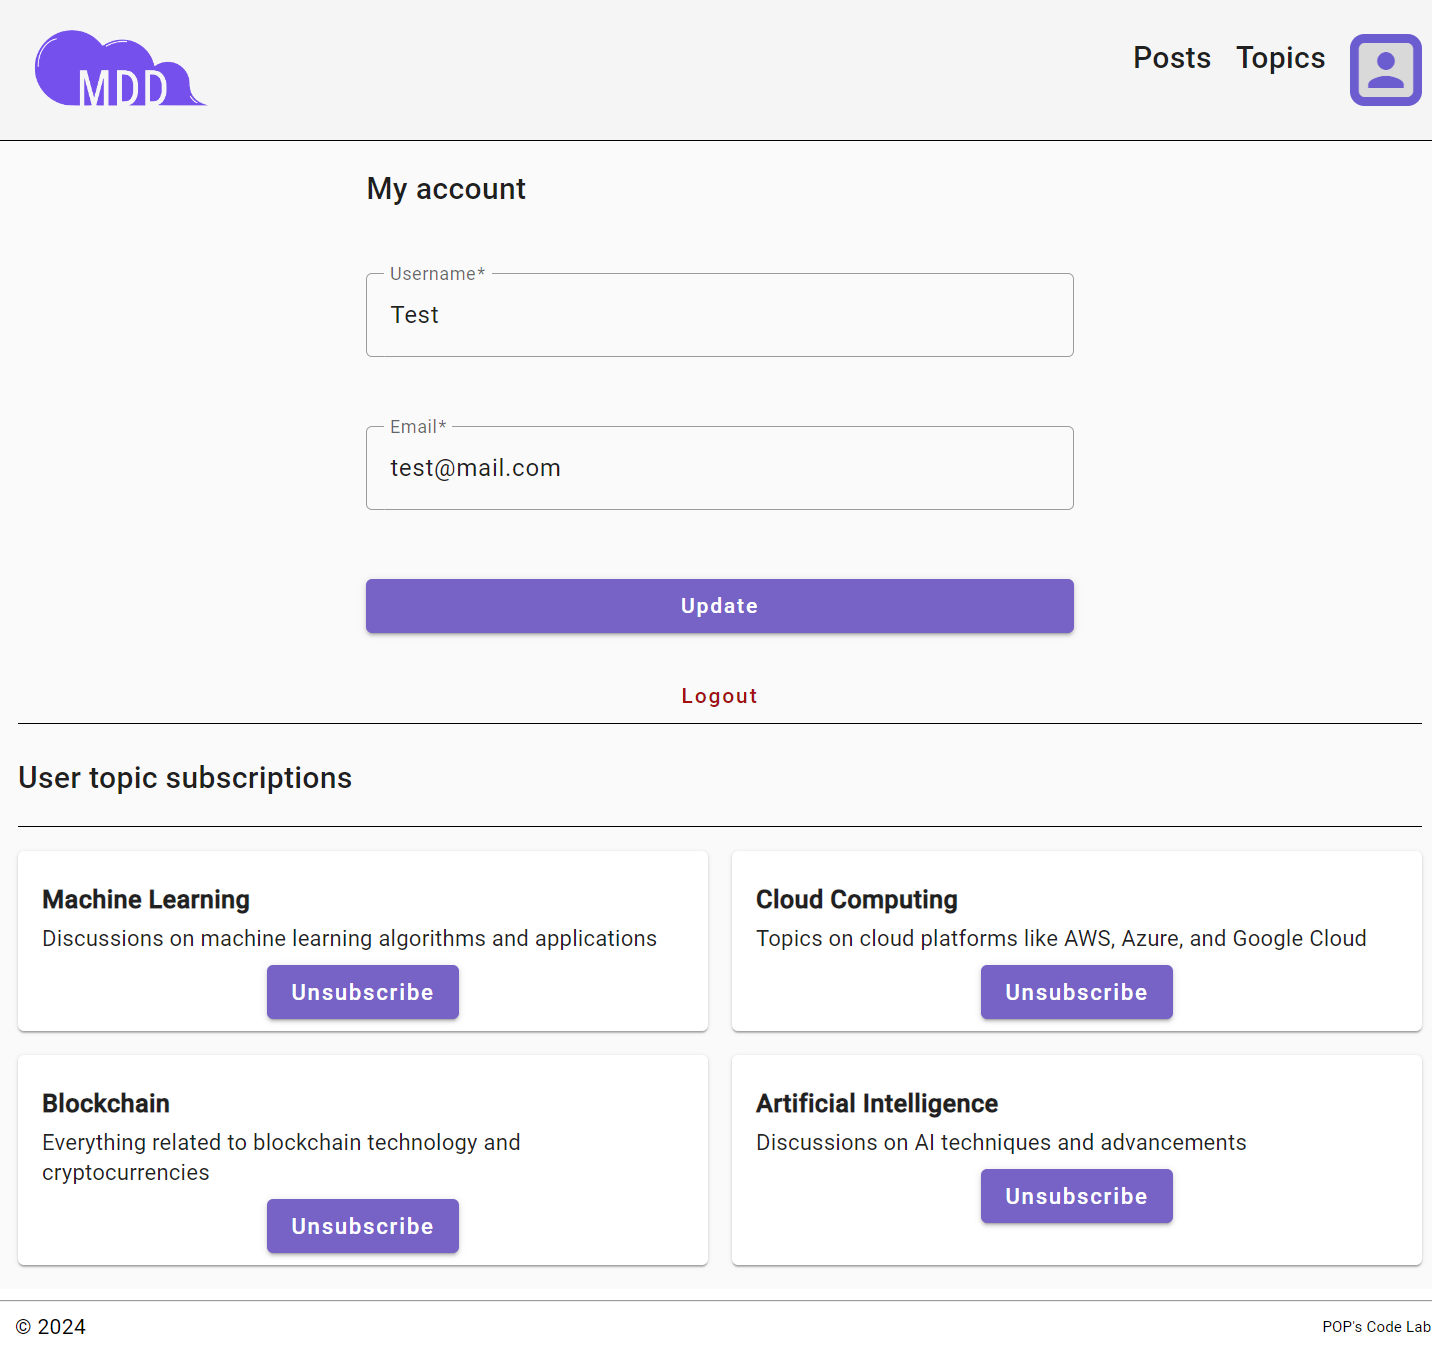 MDD
Posts Topics
My account
Username*
Test
Email*
test@mail.com
Update
Logout
User topic subscriptions
Machine Learning
Discussions on machine learning algorithms and applications
Unsubscribe
Cloud Computing
Topics on cloud platforms like AWS, Azure, and Google Cloud
Unsubscribe
Blockchain
Everything related to blockchain technology and
cryptocurrencies
Unsubscribe
Artificial Intelligence
Discussions on AI techniques and advancements
Unsubscribe
© 2024
POP's Code Lab